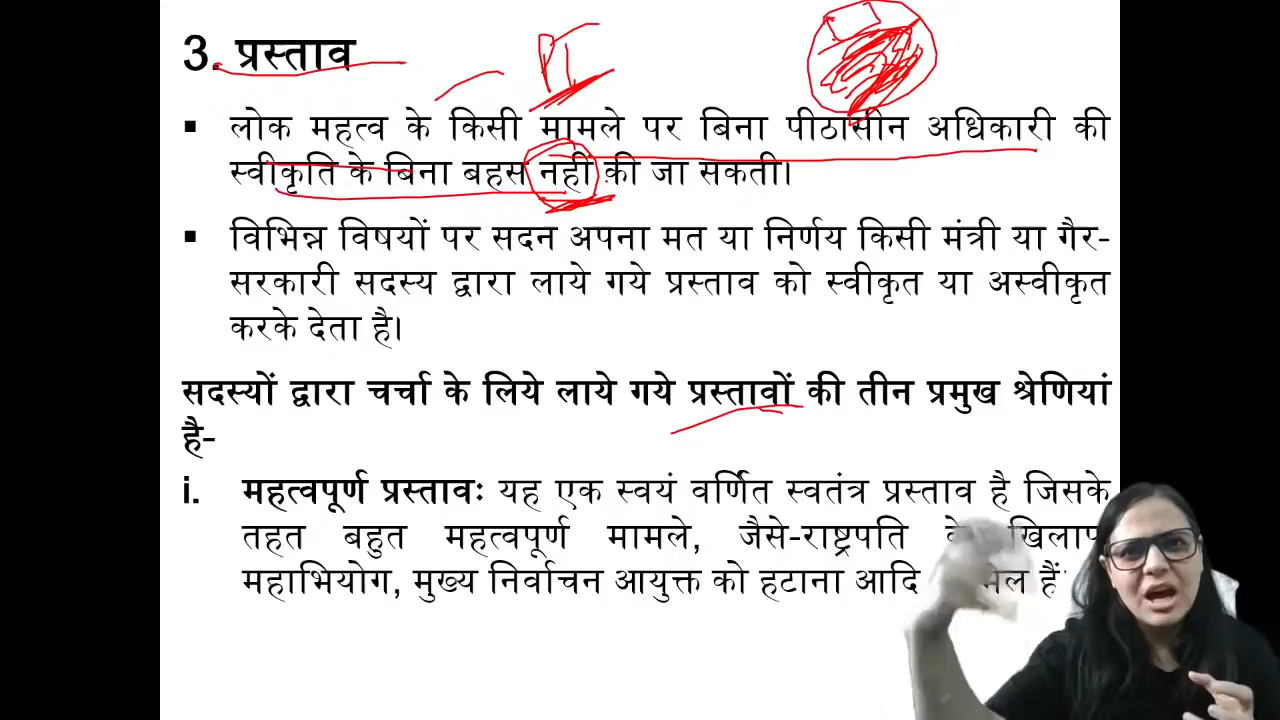 3. प्रस्ताव
PI
▪ लोक महत्व के किसी मामले पर बिना पीठासीन अधिकारी की
स्वीकृति के बिना बहस नही की जा सकती।
▪ विभिन्न विषयों पर सदन अपना मत या निर्णय किसी मंत्री या गैर-
सरकारी सदस्य द्वारा लाये गये प्रस्ताव को स्वीकृत या अस्वीकृत
करके देता है।
सदस्यों द्वारा चर्चा के लिये लाये गये प्रस्तावों की तीन प्रमुख श्रेणियां
है-
i. महत्वपूर्ण प्रस्तावः यह एक स्वयं वर्णित स्वतंत्र प्रस्ताव है जिसके
तहत बहुत महत्वपूर्ण मामले, जैसे-राष्ट्रपति
महाभियोग, मुख्य निर्वाचन आयुक्त को हटाना आदि हैं